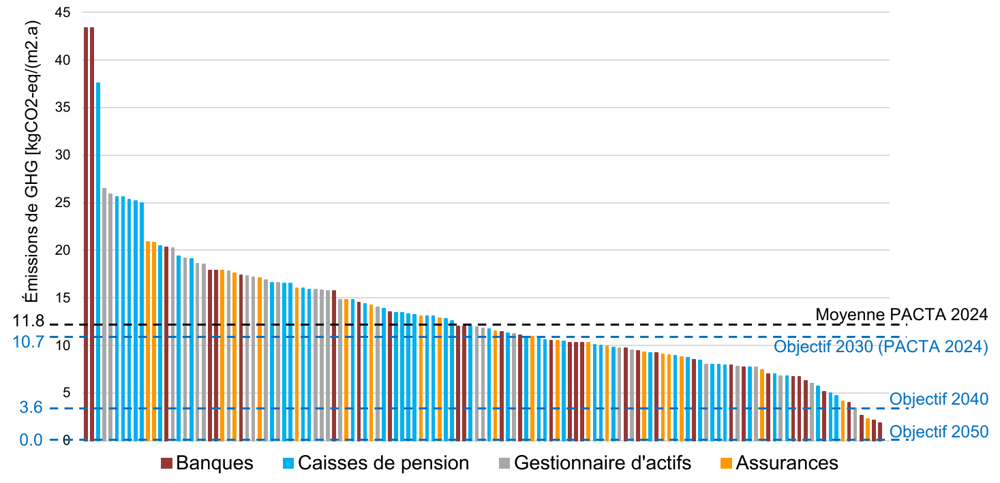 Émissions de GHG [kgCO2-eq/(m2.a)
45
40
35
30
25
20
15
11.8
Moyenne PACTA 2024
10.7
10
Objectif 2030 (PACTA 2024)
5
3.6
Objectif 2040
0.0
0
Objectif 2050
Banques
Caisses de pension
Gestionnaire d'actifs
Assurances